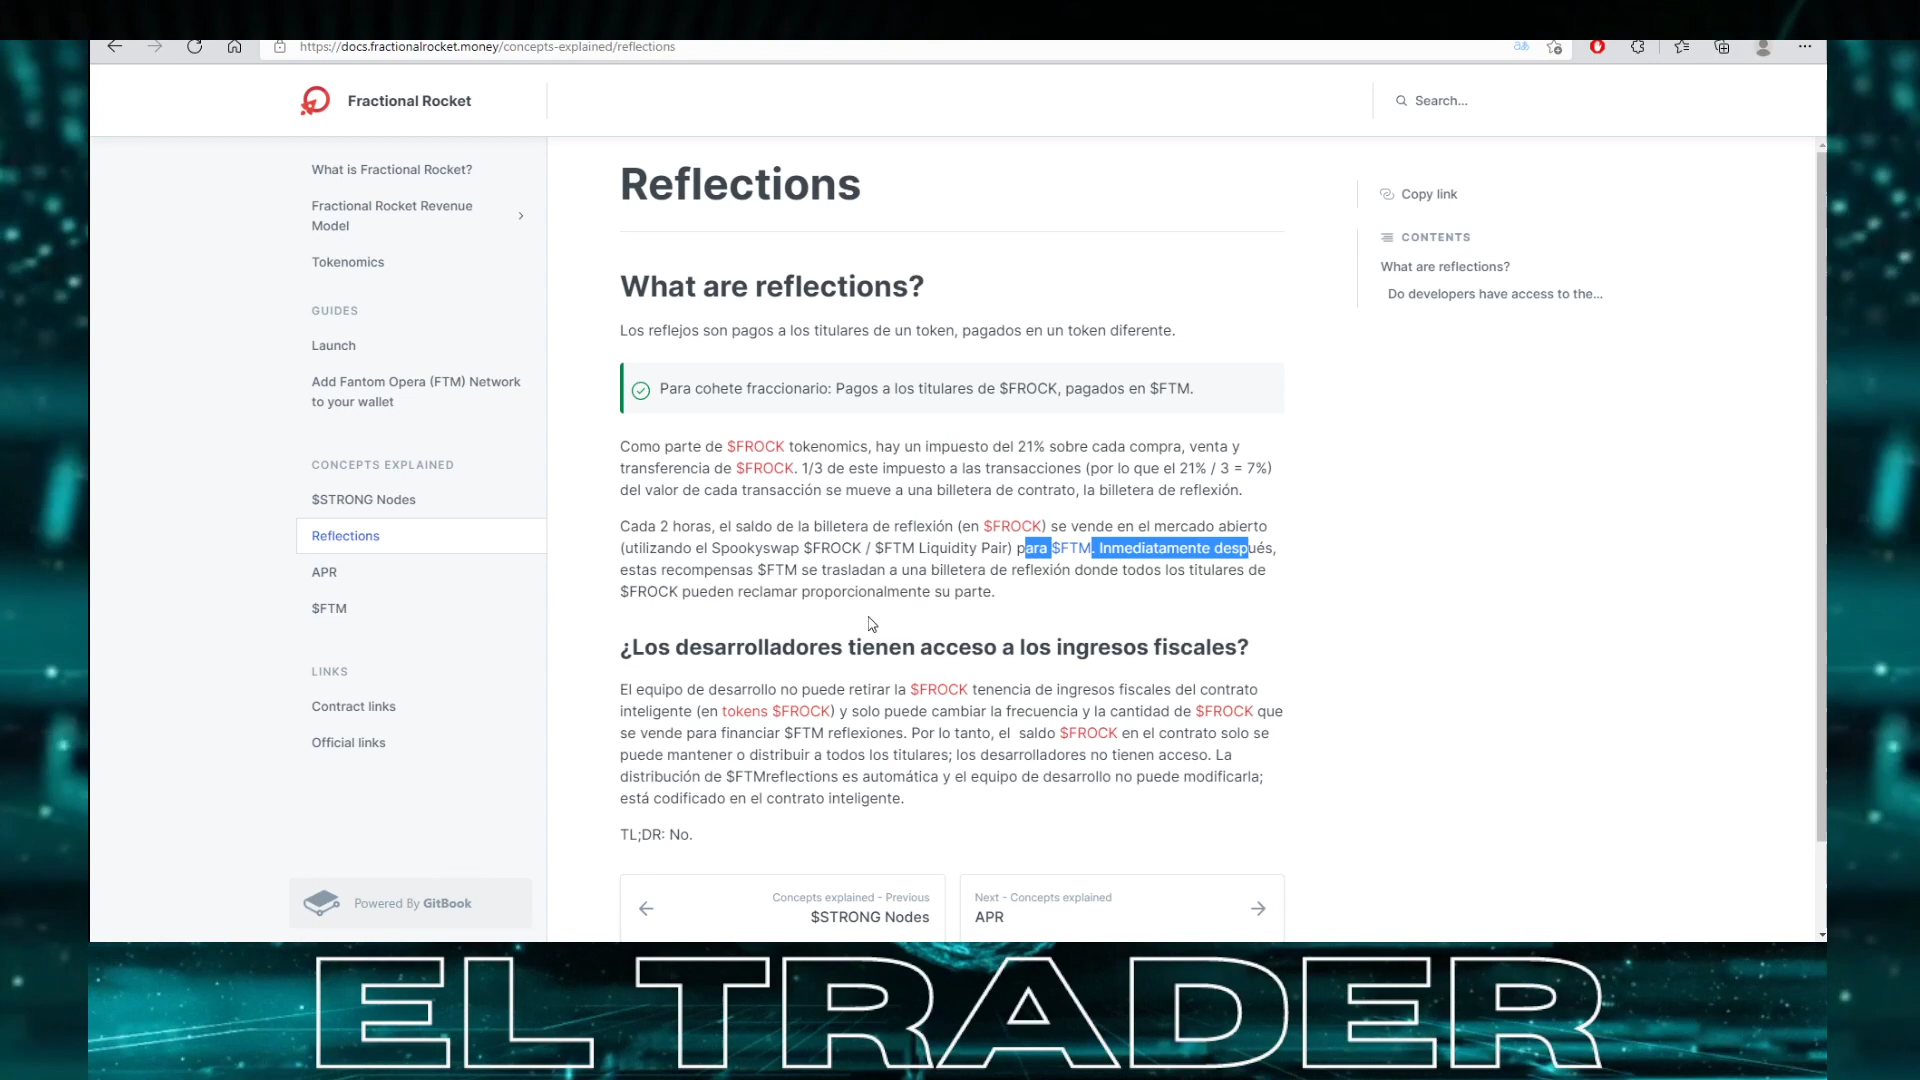 https://docs.fractionalrocket.money/concepts-explained/reflections
Fractional Rocket
Search...
What is Fractional Rocket?
Fractional Rocket Revenue
Model
Tokenomics
GUIDES
Launch
Add Fantom Opera (FTM) Network
to your wallet
CONCEPTS EXPLAINED
$STRONG Nodes
Reflections
APR
$FTM
LINKS
Contract links
Official links
Powered By GitBook
Reflections
What are reflections?
Los reflejos son pagos a los titulares de un token, pagados en un token diferente.
Para cohete fraccionario: Pagos a los titulares de $FROCK, pagados en $FTM.
Como parte de $FROCK tokenomics, hay un impuesto del 21% sobre cada compra, venta y
transferencia de $FROCK. 1/3 de este impuesto a las transacciones (por lo que el 21% / 3 = 7%)
del valor de cada transacción se mueve a una billetera de contrato, la billetera de reflexión.
Cada 2 horas, el saldo de la billetera de reflexión (en $FROCK) se vende en el mercado abierto
(utilizando el Spookyswap $FROCK / $FTM Liquidity Pair) para $FTM. Inmediatamente después,
estas recompensas $FTM se trasladan a una billetera de reflexión donde todos los titulares de
$FROCK pueden reclamar proporcionalmente su parte.
¿Los desarrolladores tienen acceso a los ingresos fiscales?
El equipo de desarrollo no puede retirar la $FROCK tenencia de ingresos fiscales del contrato
inteligente (en tokens $FROCK) y solo puede cambiar la frecuencia y la cantidad de $FROCK que
se vende para financiar $FTM reflexiones. Por lo tanto, el saldo $FROCK en el contrato solo se
puede mantener o distribuir a todos los titulares; los desarrolladores no tienen acceso. La
distribución de $FTMreflections es automática y el equipo de desarrollo no puede modificarla;
está codificado en el contrato inteligente.
TL;DR: No.
Concepts explained - Previous
$STRONG Nodes
Next - Concepts explained
APR
Copy link
CONTENTS
What are reflections?
Do developers have access to the...
EL TRADER